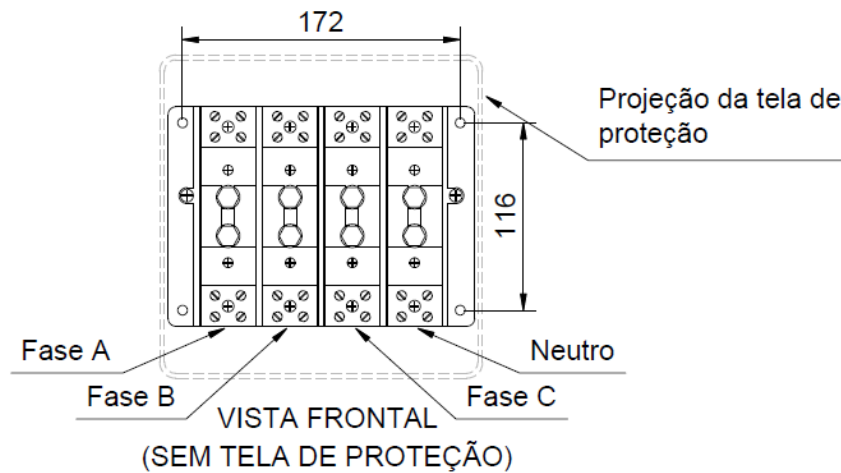 172
Projeção da tela de
proteção
116
Fase A
Neutro
Fase B
Fase C
VISTA FRONTAL
(SEM TELA DE PROTEÇÃO)